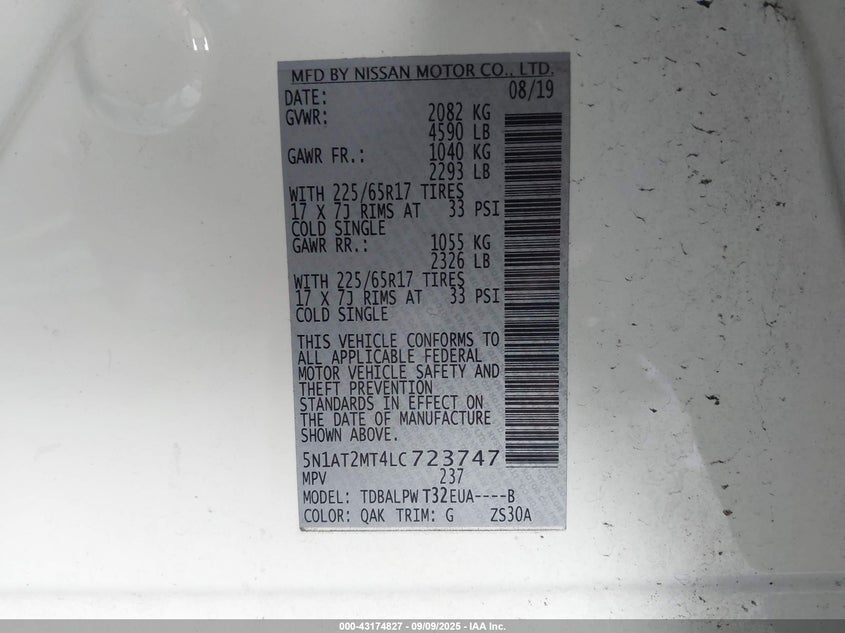 MFD BY NISSAN MOTOR CO., LTD.
DATE: 08/19
GVWR: 2082 KG
4590 LB
GAWR FR.: 1040 KG
2293 LB
WITH 225/65R17 TIRES
17 X 7J RIMS AT 33 PSI
COLD SINGLE
GAWR RR.: 1055 KG
2326 LB
WITH 225/65R17 TIRES
17 X 7J RIMS AT 33 PSI
COLD SINGLE
THIS VEHICLE CONFORMS TO
ALL APPLICABLE FEDERAL
MOTOR VEHICLE SAFETY AND
THEFT PREVENTION
STANDARDS IN EFFECT ON
THE DATE OF MANUFACTURE
SHOWN ABOVE.
5N1AT2MT4LC723747
MPV 237
MODEL: TDBALPW T32EUA----B
COLOR: QAK TRIM: G ZS30A
000-43174827 - 09/09/2025 - IAA Inc.